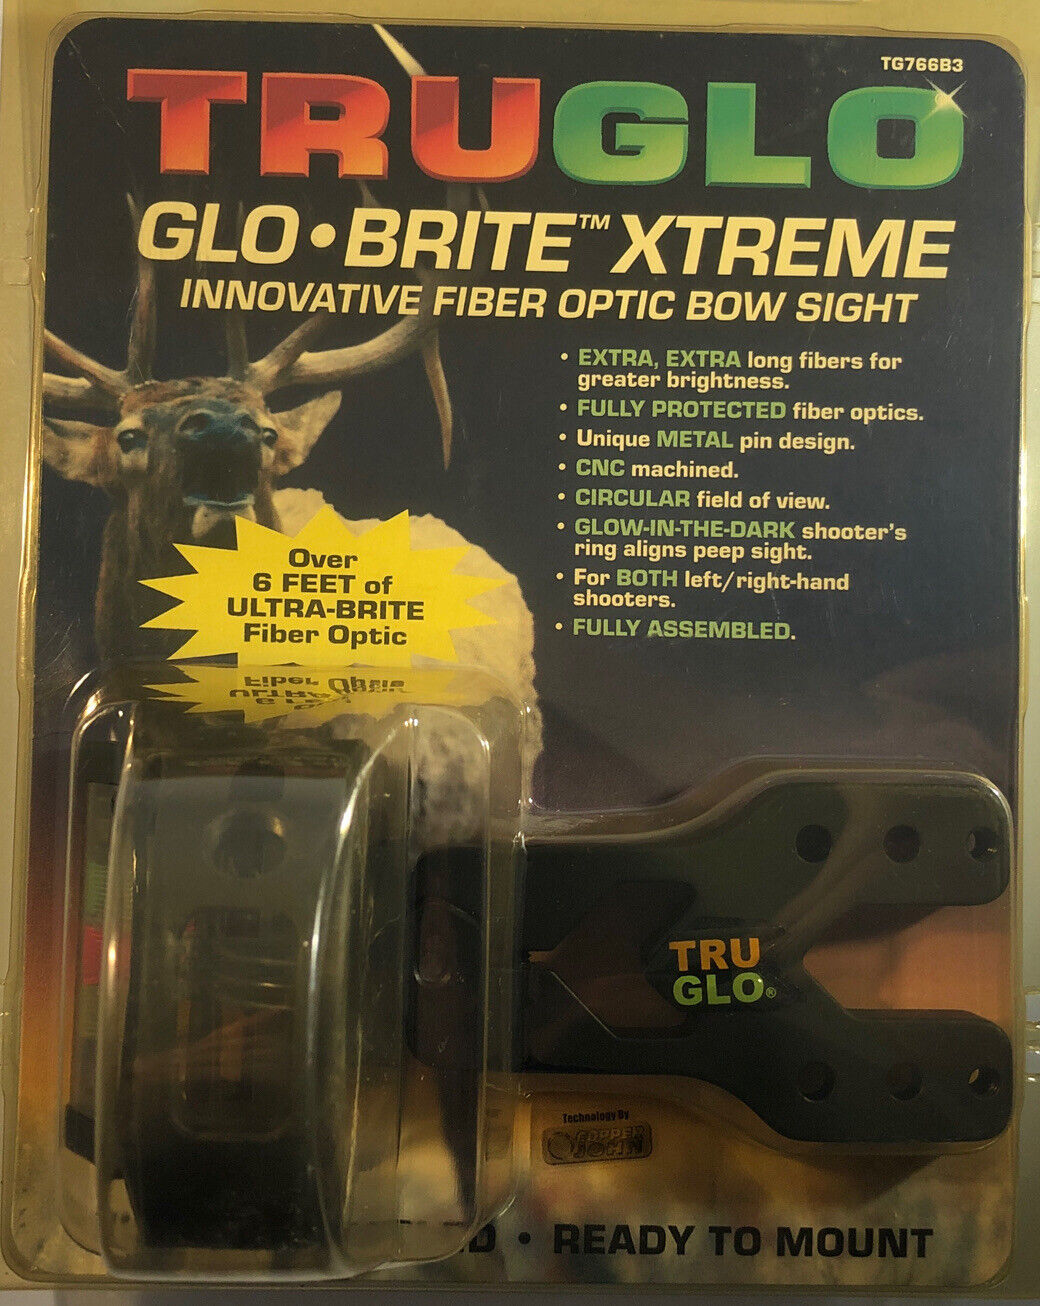 TG766B3
TRUGLO
GLO•BRITE™ XTREME
INNOVATIVE FIBER OPTIC BOW SIGHT
• EXTRA, EXTRA long fibers for
greater brightness.
• FULLY PROTECTED fiber optics.
• Unique METAL pin design.
• CNC machined.
• CIRCULAR field of view.
• GLOW-IN-THE-DARK shooter's
ring aligns peep sight.
• For BOTH left/right-hand
shooters.
• FULLY ASSEMBLED.
Over
6 FEET of
ULTRA-BRITE
Fiber Optic
TRU
GLO®
Technology By
COPPER
JOHN
• READY TO MOUNT